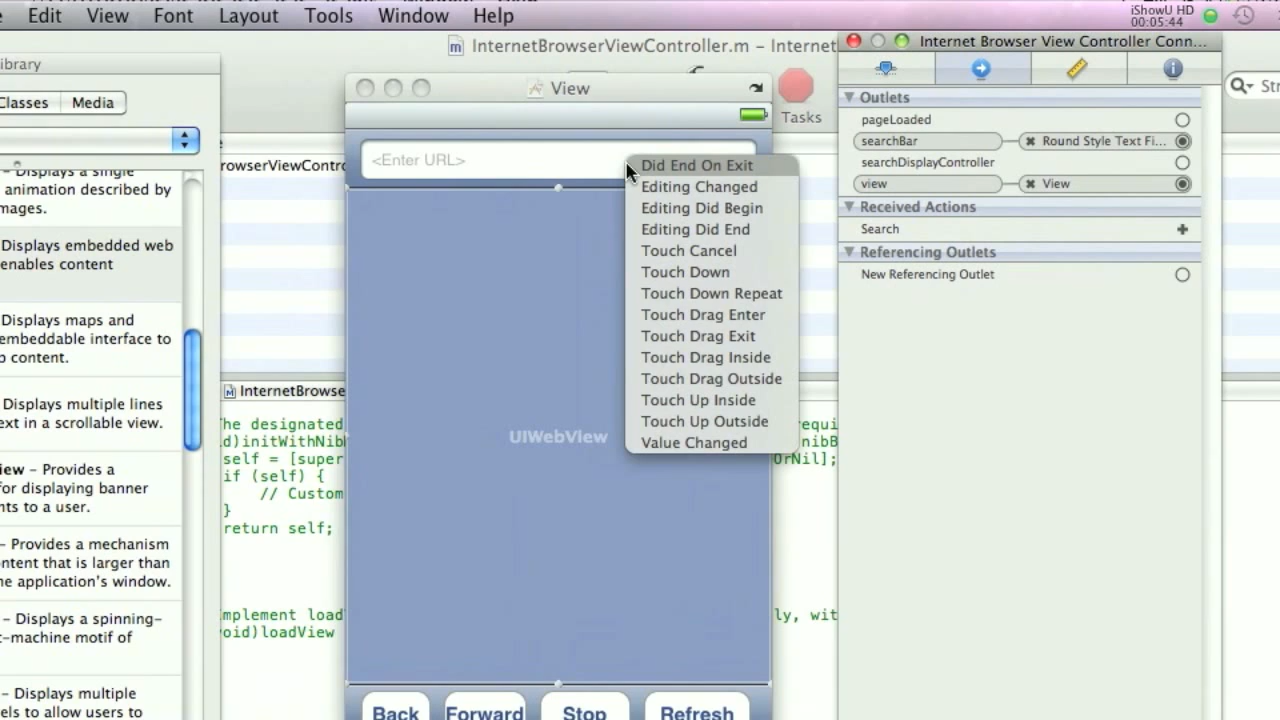 Edit View Font Layout Tools Window Help
iShowU HD
00:05:44
InternetBrowserViewController.m – Internet
Internet Browser View Controller Conn...
ibrary
Classes Media
View
Tasks
Outlets
pageLoaded
searchBar
Round Style Text Fi...
searchDisplayController
view
View
Received Actions
Search
Referencing Outlets
New Referencing Outlet
<Enter URL>
Did End On Exit
Editing Changed
Editing Did Begin
Editing Did End
Touch Cancel
Touch Down
Touch Down Repeat
Touch Drag Enter
Touch Drag Exit
Touch Drag Inside
Touch Drag Outside
Touch Up Inside
Touch Up Outside
Value Changed
rowserViewContro
Displays a single
animation described by
mages.
Displays embedded web
enables content
Displays maps and
embeddable interface to
p content.
Displays multiple lines
ext in a scrollable view.
iew – Provides a
for displaying banner
nts to a user.
– Provides a mechanism
ntent that is larger than
he application's window.
– Displays a spinning-
t-machine motif of
– Displays multiple
els to allow users to
InternetBrowse
The designated
requi
d)initWithNib
nibB
self = [super
OrNil];
if (self) {
// Custom
}
return self;
mplement load
ly, wit
oid)loadView
UIWebView
Back Forward Stop Refresh